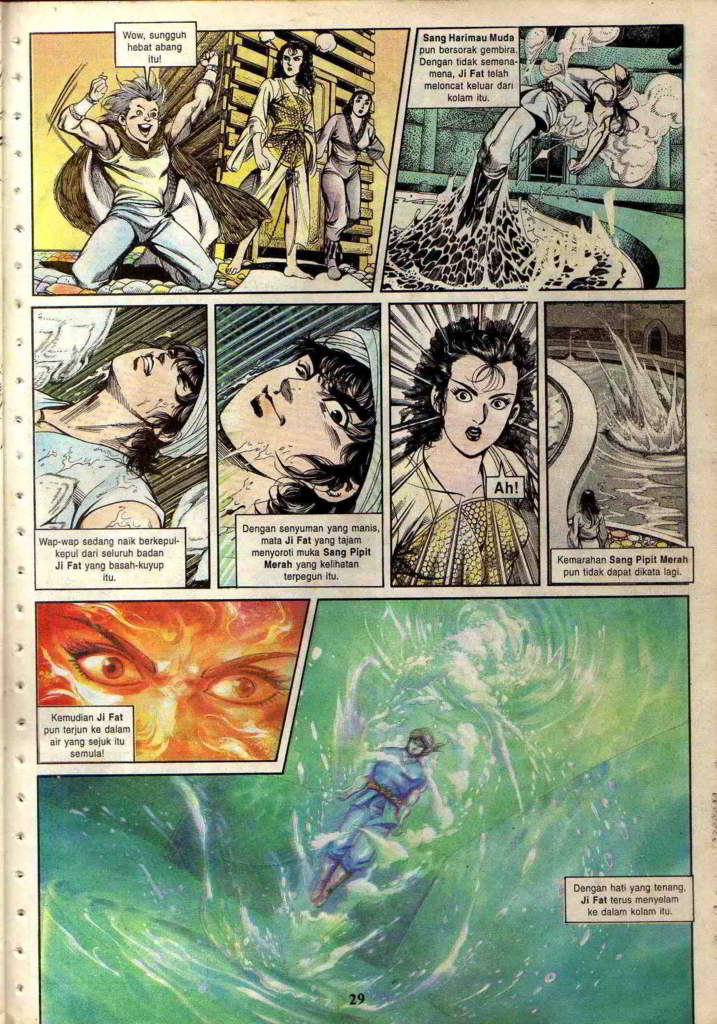 Wow, sungguh
hebat abang
itu!
Sang Harimau Muda
pun bersorak gembira.
Dengan tidak semena-
mena, Ji Fat telah
meloncat keluar dari
kolam itu.
Wap-wap sedang naik berkepul-
kepul dari seluruh badan
Ji Fat yang basah-kuyup
itu.
Dengan senyuman yang manis,
mata Ji Fat yang tajam
menyoroti muka Sang Pipit
Merah yang kelihatan
terpegun itu.
Ah!
Kemarahan Sang Pipit Merah
pun tidak dapat dikata lagi.
Kemudian Ji Fat
pun terjun ke dalam
air yang sejuk itu
semula!
Dengan hati yang tenang,
Ji Fat terus menyelam
ke dalam kolam itu.
29